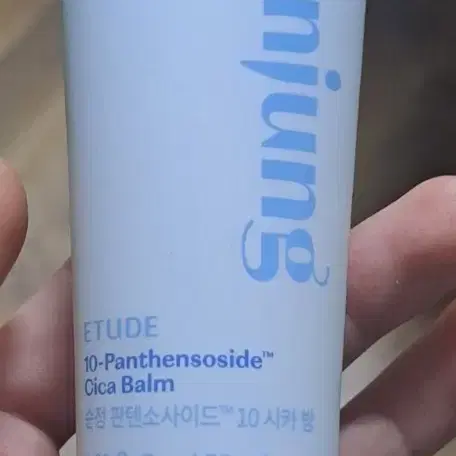 njung
ETUDE
10-Panthensoside™
Cica Balm
순정 판텐소사이드™ 10 시카 밤